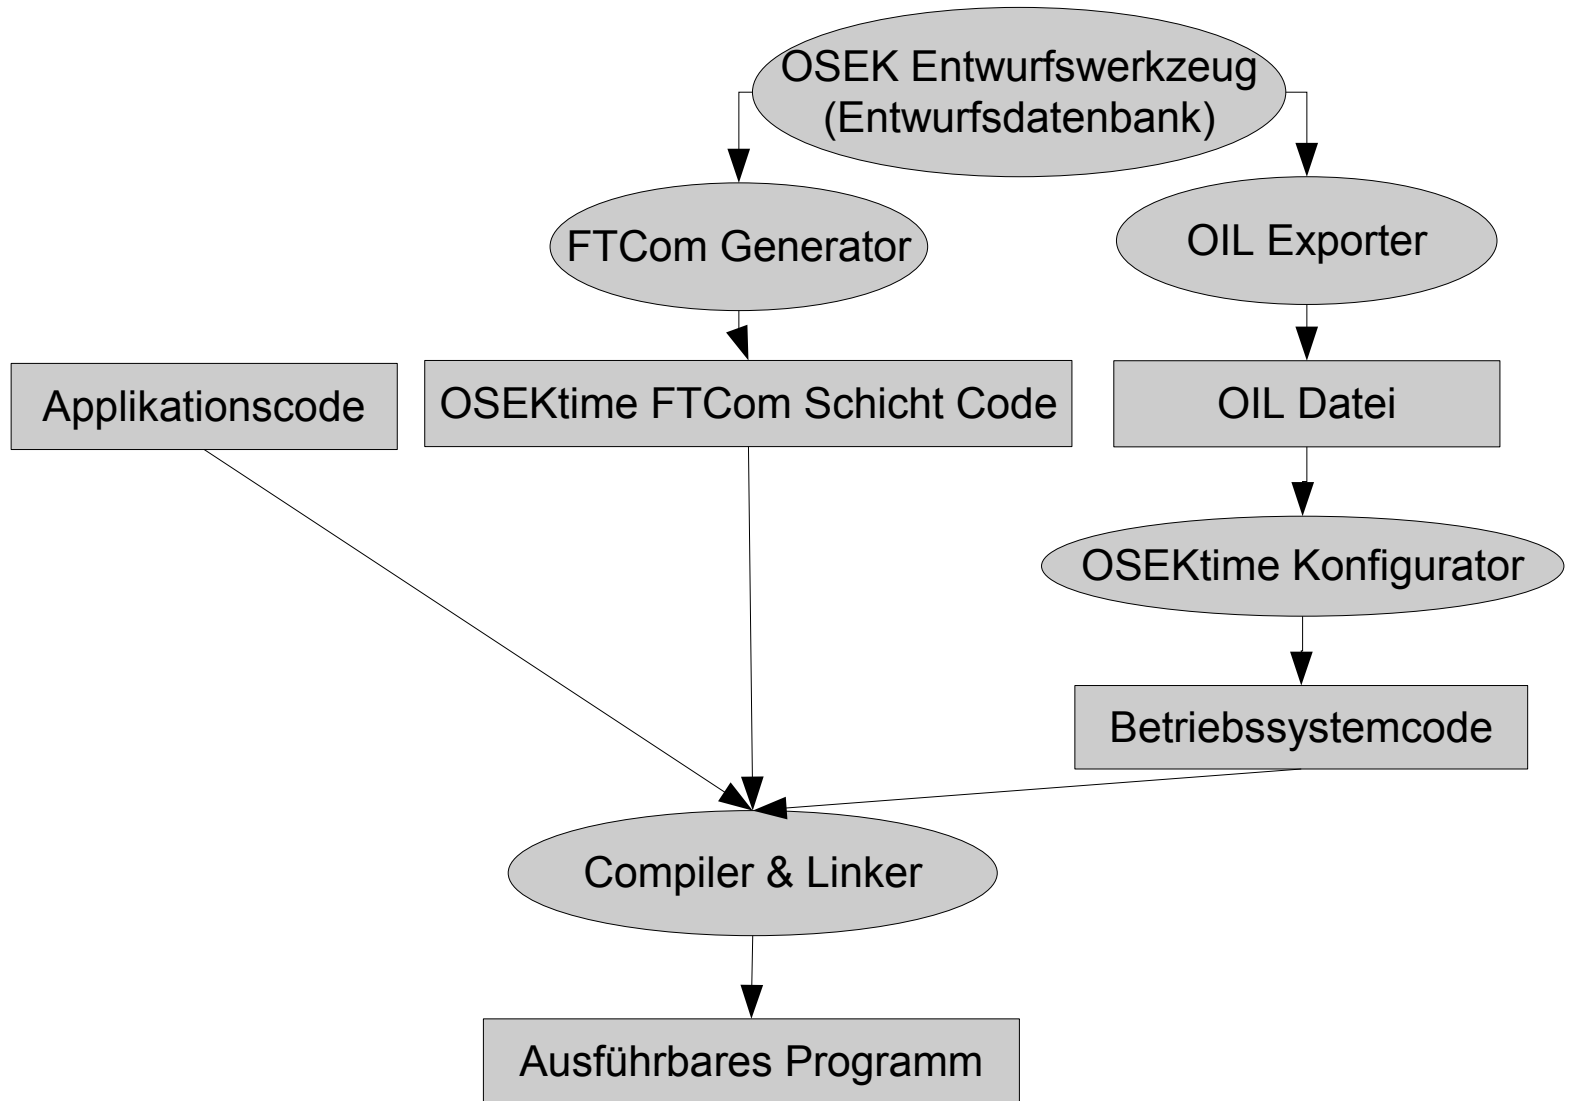 OSEK Entwurfswerkzeug
(Entwurfsdatenbank)
FTCom Generator
OIL Exporter
Applikationscode
OSEKtime FTCom Schicht Code
OIL Datei
OSEKtime Konfigurator
Betriebssystemcode
Compiler & Linker
Ausführbares Programm